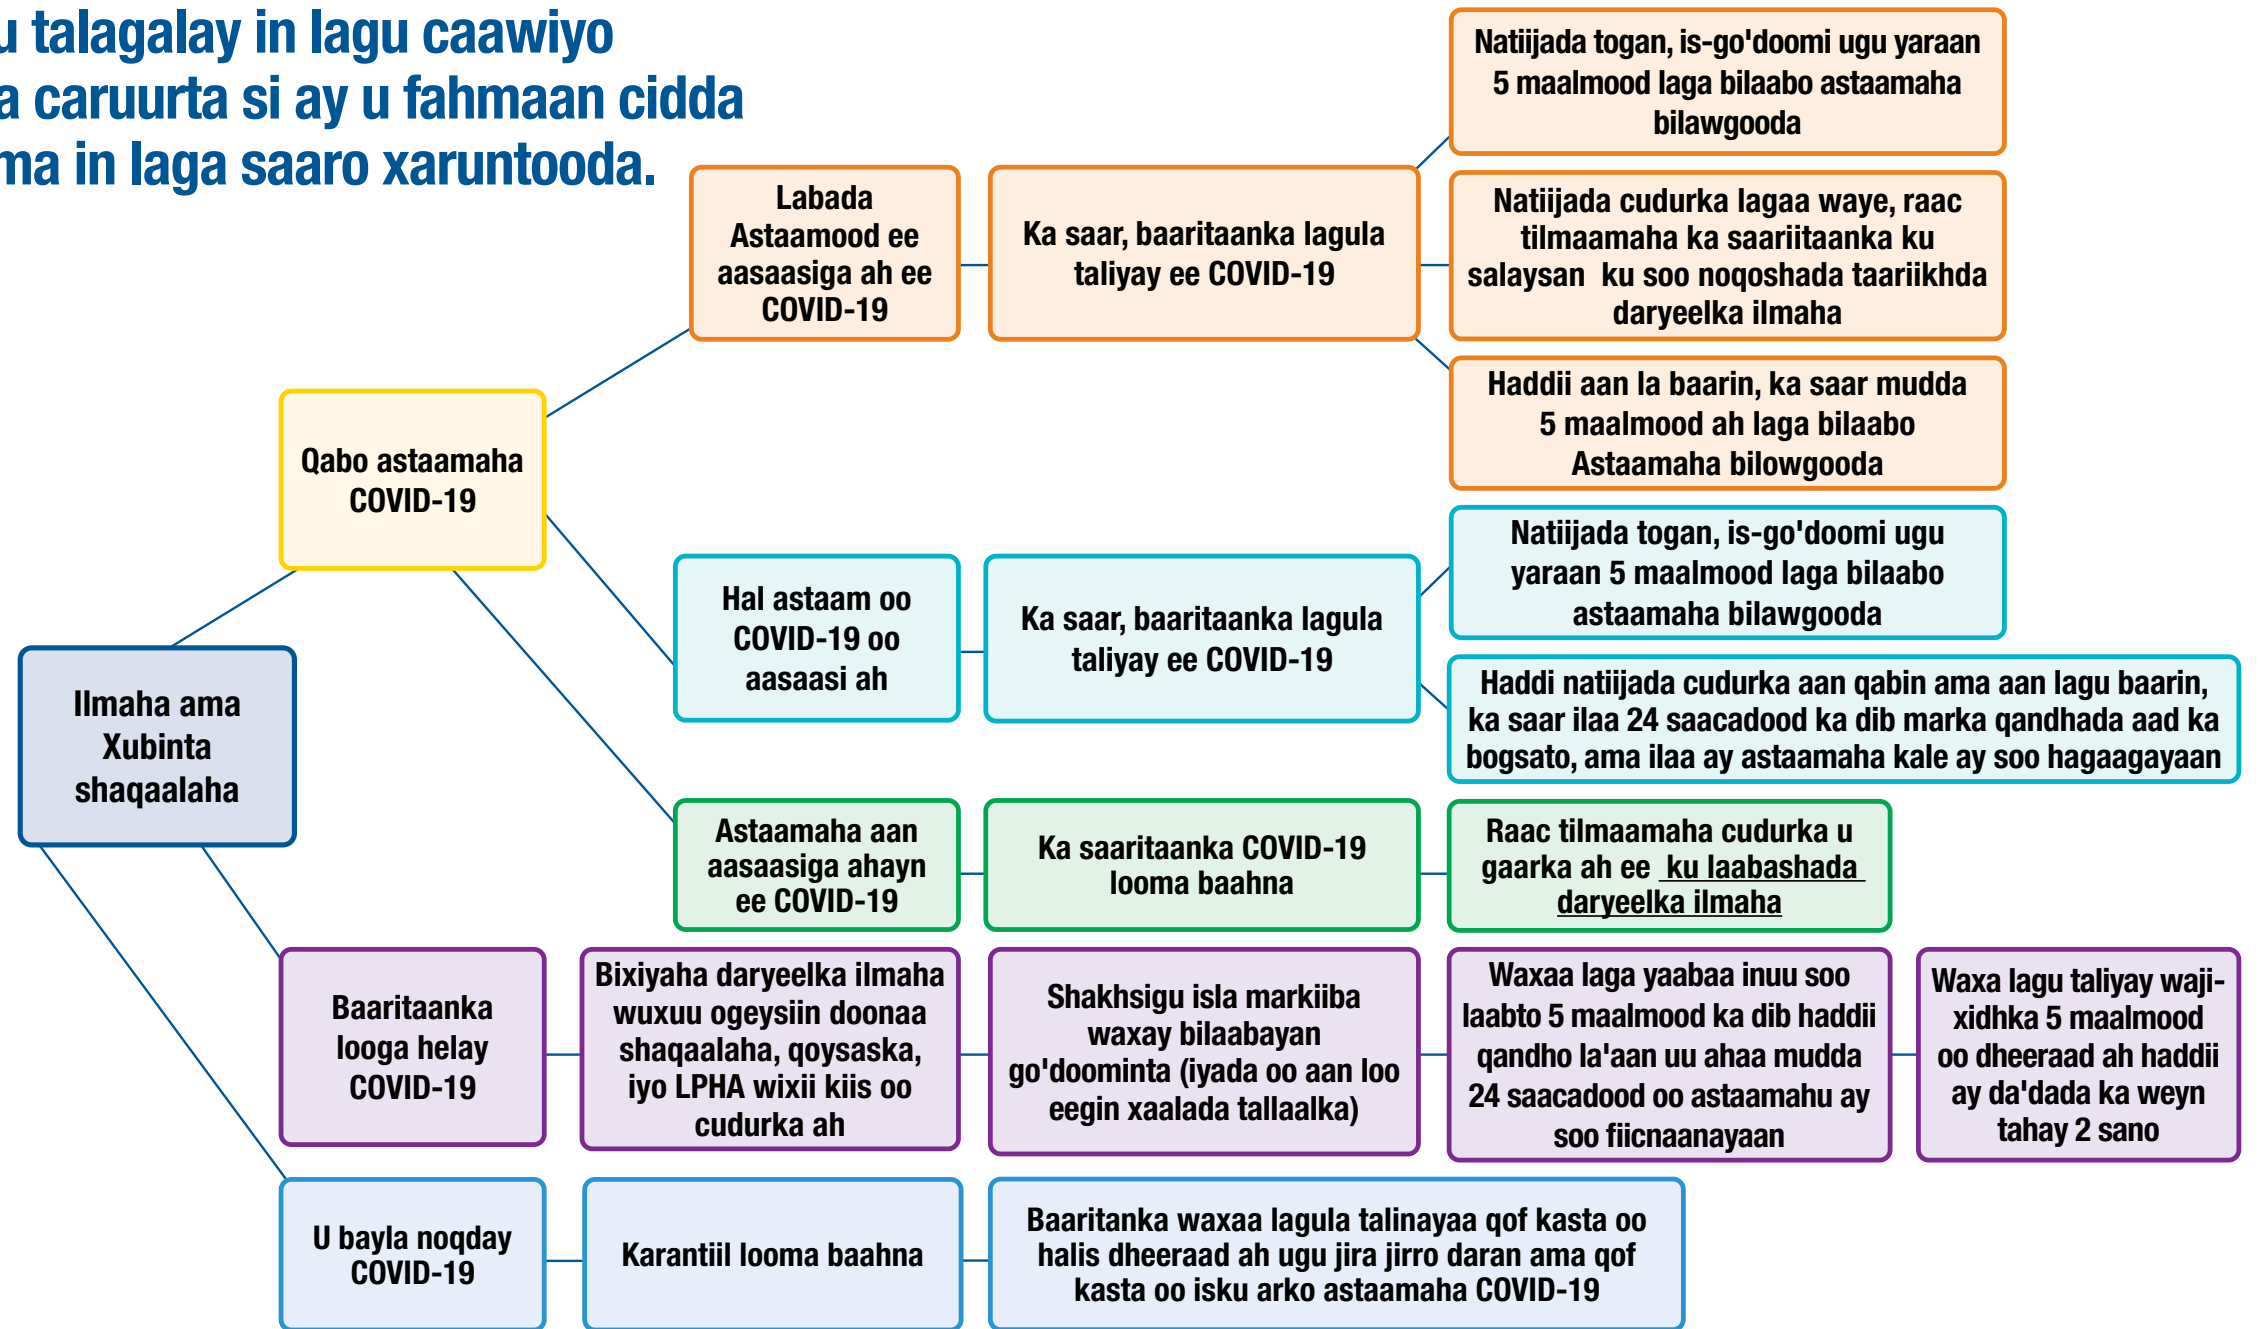 u talagalay in lagu caawiyo
a caruurta si ay u fahmaan cidda
ma in laga saaro xaruntooda.
Ilmaha ama
Xubinta
shaqaalaha
Qabo astaamaha
COVID-19
Labada
Astaamood ee
aasaasiga ah ee
COVID-19
Ka saar, baaritaanka lagula
taliyay ee COVID-19
Natiijada togan, is-go'doomi ugu yaraan
5 maalmood laga bilaabo astaamaha
bilawgooda
Natiijada cudurka lagaa waye, raac
tilmaamaha ka saariitaanka ku
salaysan ku soo noqoshada taariikhda
daryeelka ilmaha
Haddii aan la baarin, ka saar mudda
5 maalmood ah laga bilaabo
Astaamaha bilowgooda
Hal astaam oo
COVID-19 oo
aasaasi ah
Ka saar, baaritaanka lagula
taliyay ee COVID-19
Natiijada togan, is-go'doomi ugu
yaraan 5 maalmood laga bilaabo
astaamaha bilawgooda
Haddi natiijada cudurka aan qabin ama aan lagu baarin,
ka saar ilaa 24 saacadood ka dib marka qandhada aad ka
bogsato, ama ilaa ay astaamaha kale ay soo hagaagayaan
Astaamaha aan
aasaasiga ahayn
ee COVID-19
Ka saaritaanka COVID-19
looma baahna
Raac tilmaamaha cudurka u
gaarka ah ee ku laabashada
daryeelka ilmaha
Baaritaanka
looga helay
COVID-19
Bixiyaha daryeelka ilmaha
wuxuu ogeysiin doonaa
shaqaalaha, qoysaska,
iyo LPHA wixii kiis oo
cudurka ah
Shakhsigu isla markiiba
waxay bilaabayan
go'doominta (iyada oo aan loo
eegin xaalada tallaalka)
Waxaa laga yaabaa inuu soo
laabto 5 maalmood ka dib haddii
qandho la'aan uu ahaa mudda
24 saacadood oo astaamahu ay
soo fiicnaanayaan
Waxa lagu taliyay waji-
xidhka 5 maalmood
oo dheeraad ah haddii
ay da'dada ka weyn
tahay 2 sano
U bayla noqday
COVID-19
Karantiil looma baahna
Baaritanka waxaa lagula talinayaa qof kasta oo
halis dheeraad ah ugu jira jirro daran ama qof
kasta oo isku arko astaamaha COVID-19